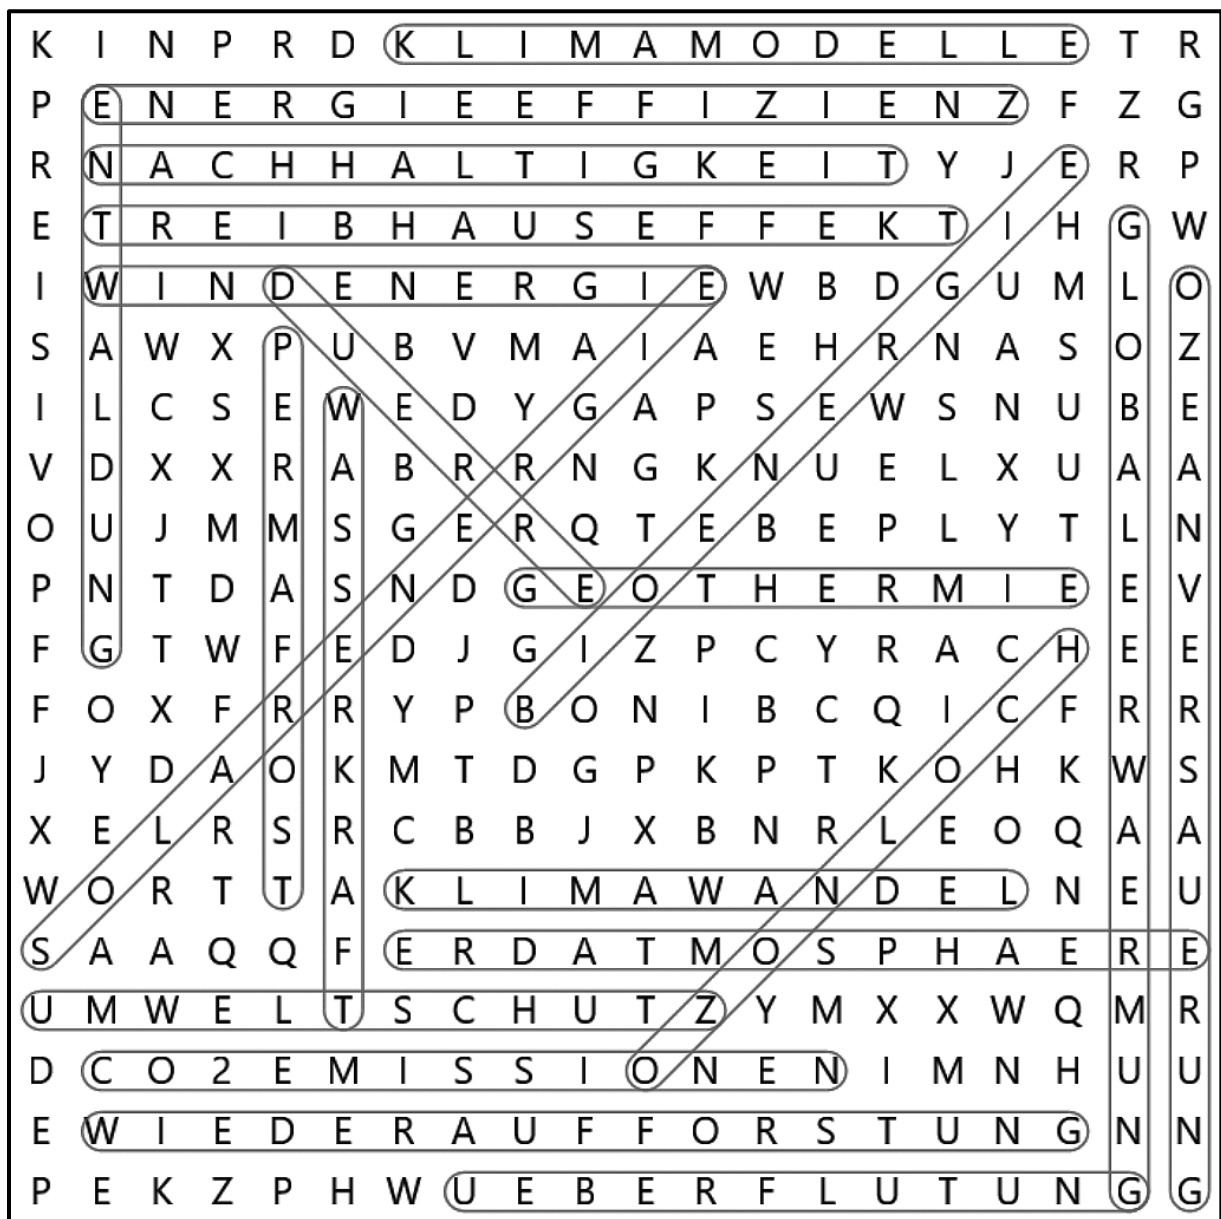 K I N P R D K L I M A M O D E L L E T R
P E N E R G I E E F F I Z I E N Z F Z G
R N A C H H A L T I G K E I T Y J E R P
E T R E I B H A U S E F F E K T I H G W
I W I N D E N E R G I E W B D G U M L O
S A W X P U B V M A I A E H R N A S O Z
I L C S E W E D Y G A P S E W S N U B E
V D X X R A B R R N G K N U E L X U A A
O U J M M S G E R Q T E B E P L Y T L N
P N T D A S N D G E O T H E R M I E E V
F G T W F E D J G I Z P C Y R A C H E E
F O X F R R Y P B O N I B C Q I C F R R
J Y D A O K M T D G P K P T K O H K W S
X E L R S R C B B J X B N R L E O Q A A
W O R T T A K L I M A W A N D E L N E U
S A A Q Q F E R D A T M O S P H A E R E
U M W E L T S C H U T Z Y M X X W Q M R
D C O 2 E M I S S I O N E N I M N H U U
E W I E D E R A U F F O R S T U N G N N
P E K Z P H W U E B E R F L U T U N G G